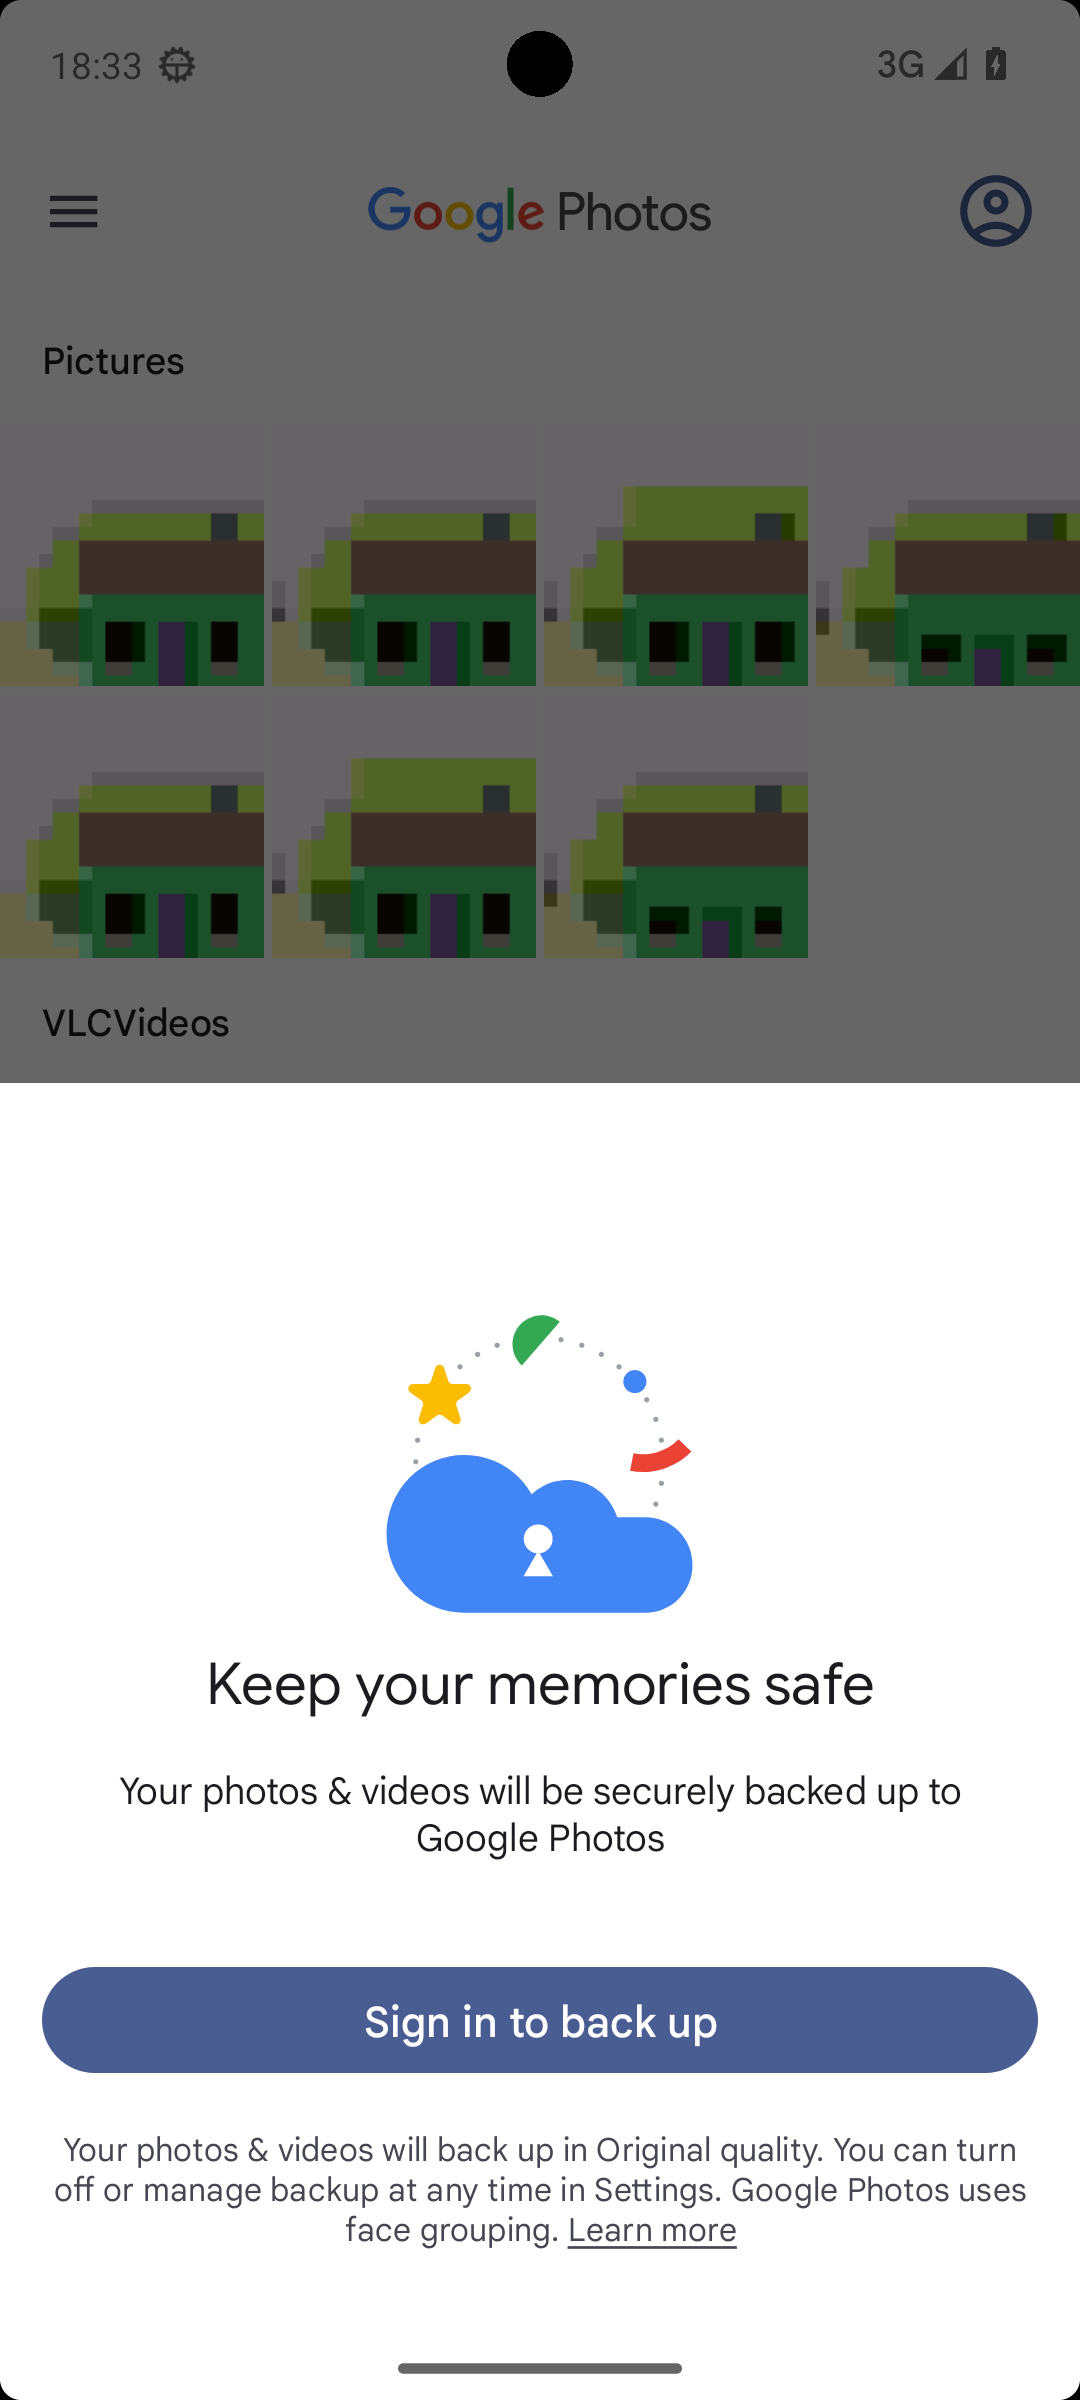 18:33
3G
Google Photos
Pictures
VLCVideos
Keep your memories safe
Your photos & videos will be securely backed up to
Google Photos
Sign in to back up
Your photos & videos will back up in Original quality. You can turn
off or manage backup at any time in Settings. Google Photos uses
face grouping. Learn more